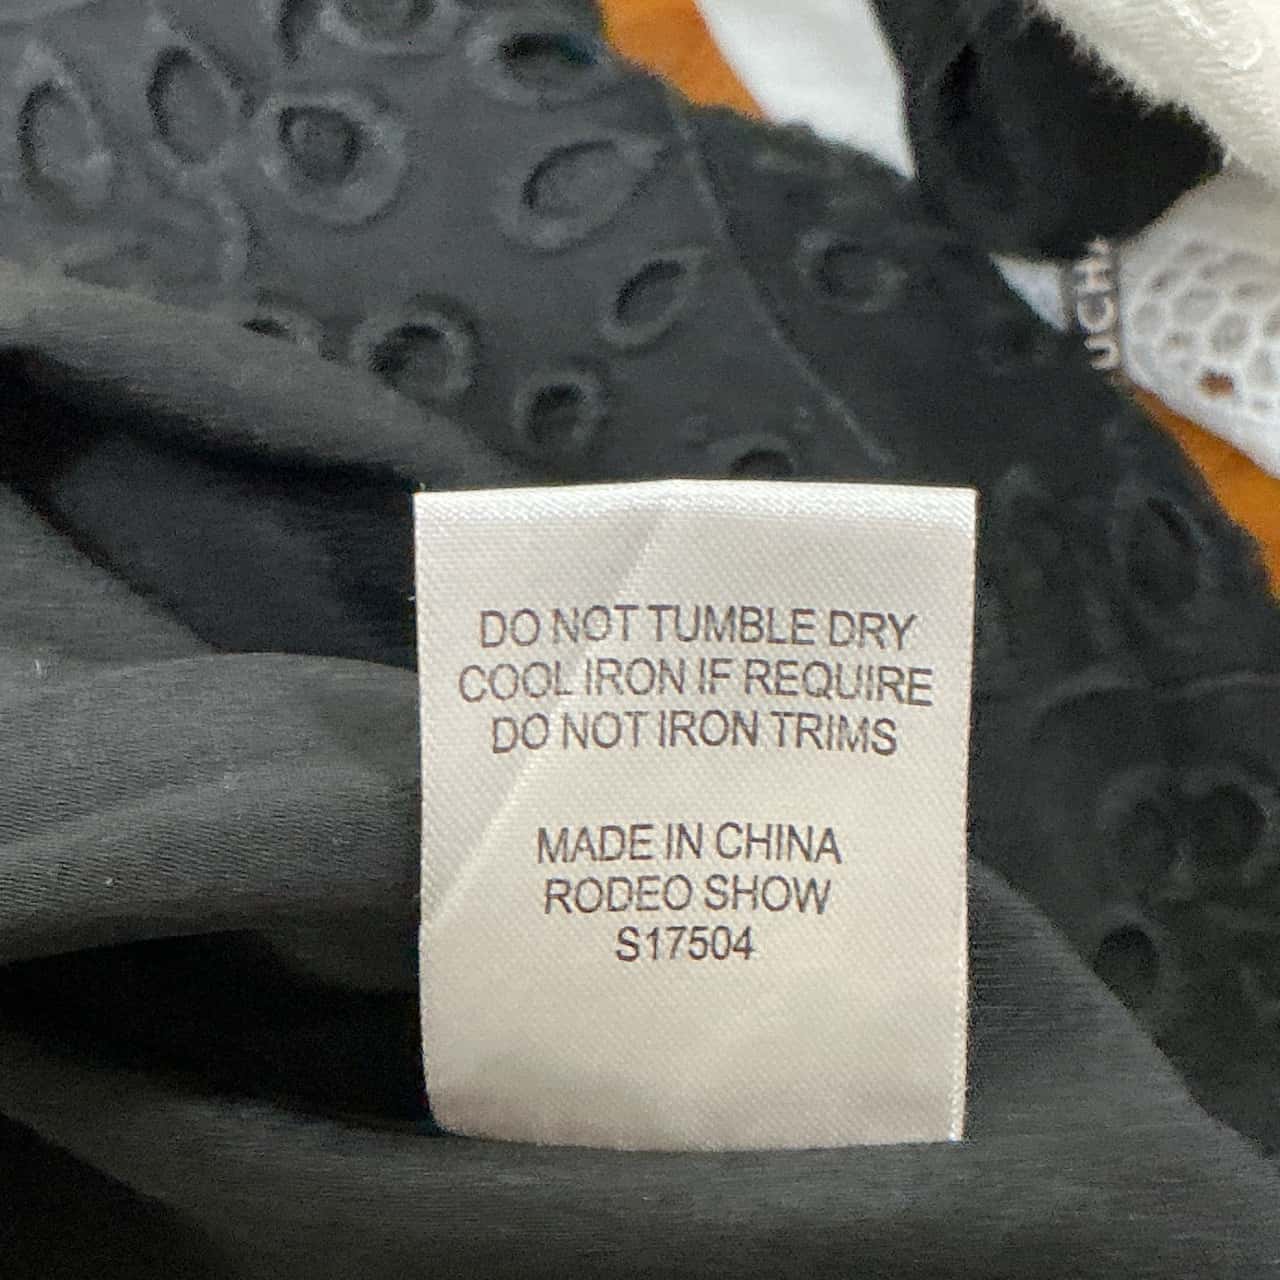 DO NOT TUMBLE DRY
COOL IRON IF REQUIRE
DO NOT IRON TRIMS
MADE IN CHINA
RODEO SHOW
S17504